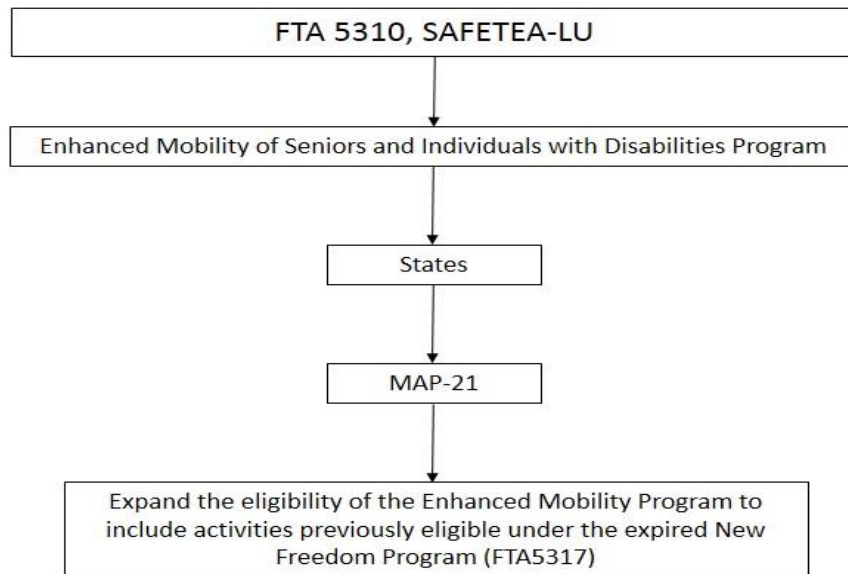 FTA 5310, SAFETEA-LU
Enhanced Mobility of Seniors and Individuals with Disabilities Program
States
MAP-21
Expand the eligibility of the Enhanced Mobility Program to
include activities previously eligible under the expired New
Freedom Program (FTA5317)